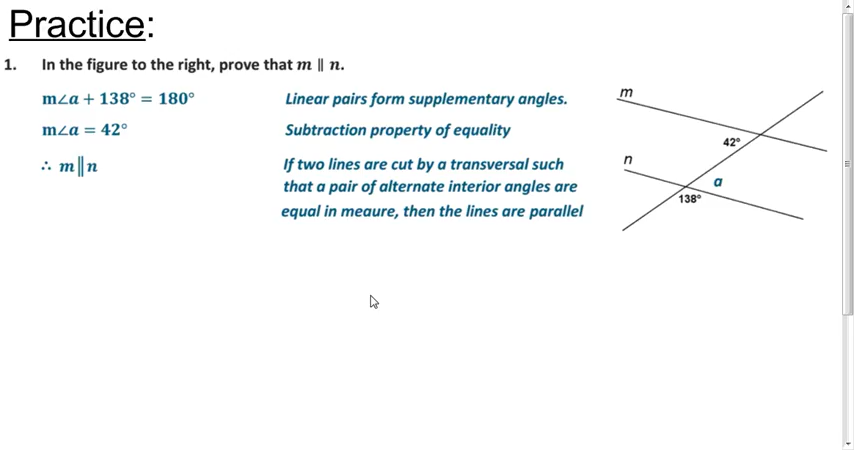 Practice:
1. In the figure to the right, prove that m ∥ n.
m∠a + 138° = 180° Linear pairs form supplementary angles.
m∠a = 42° Subtraction property of equality
∴ m∥n If two lines are cut by a transversal such
that a pair of alternate interior angles are
equal in meaure, then the lines are parallel
m
42°
n
a
138°